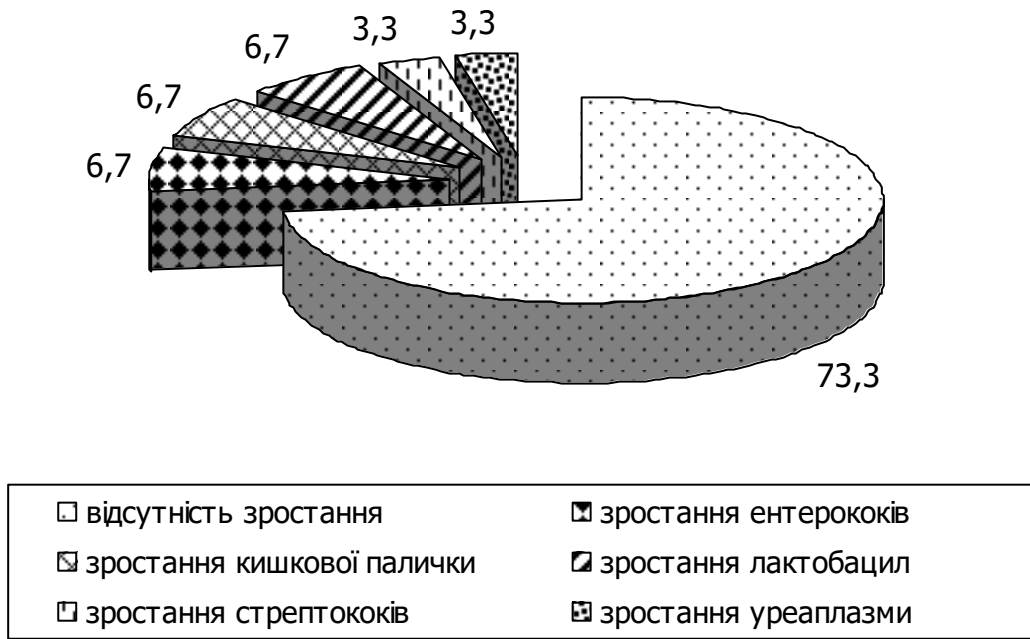 3,3
3,3
6,7
6,7
6,7
73,3
відсутність зростання
зростання ентерококів
зростання кишкової палички
зростання лактобацил
зростання стрептококів
зростання уреаплазми